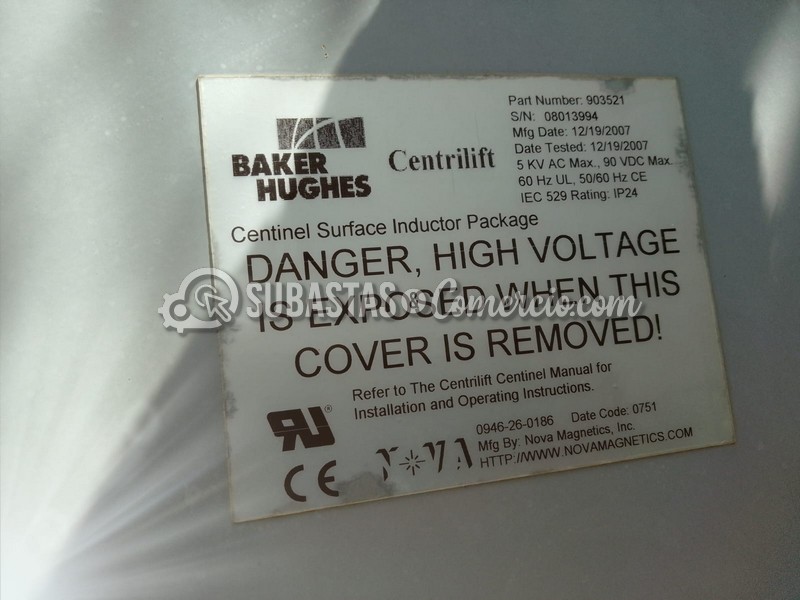 Part Number: 903521
S/N: 08013994
Mfg Date: 12/19/2007
Date Tested: 12/19/2007
5 KV AC Max., 90 VDC Max.
60 Hz UL, 50/60 Hz CE
IEC 529 Rating: IP24
BAKER
HUGHES
Centrilift
Centinel Surface Inductor Package
DANGER, HIGH VOLTAGE
IS EXPOSED WHEN THIS
COVER IS REMOVED!
SUBASTAS&Comercio.com
Refer to The Centrilift Centinel Manual for
Installation and Operating Instructions.
0946-26-0186 Date Code: 0751
Mfg By: Nova Magnetics, Inc.
HTTP://WWW.NOVAMAGNETICS.COM
RU®
CE
NOVA